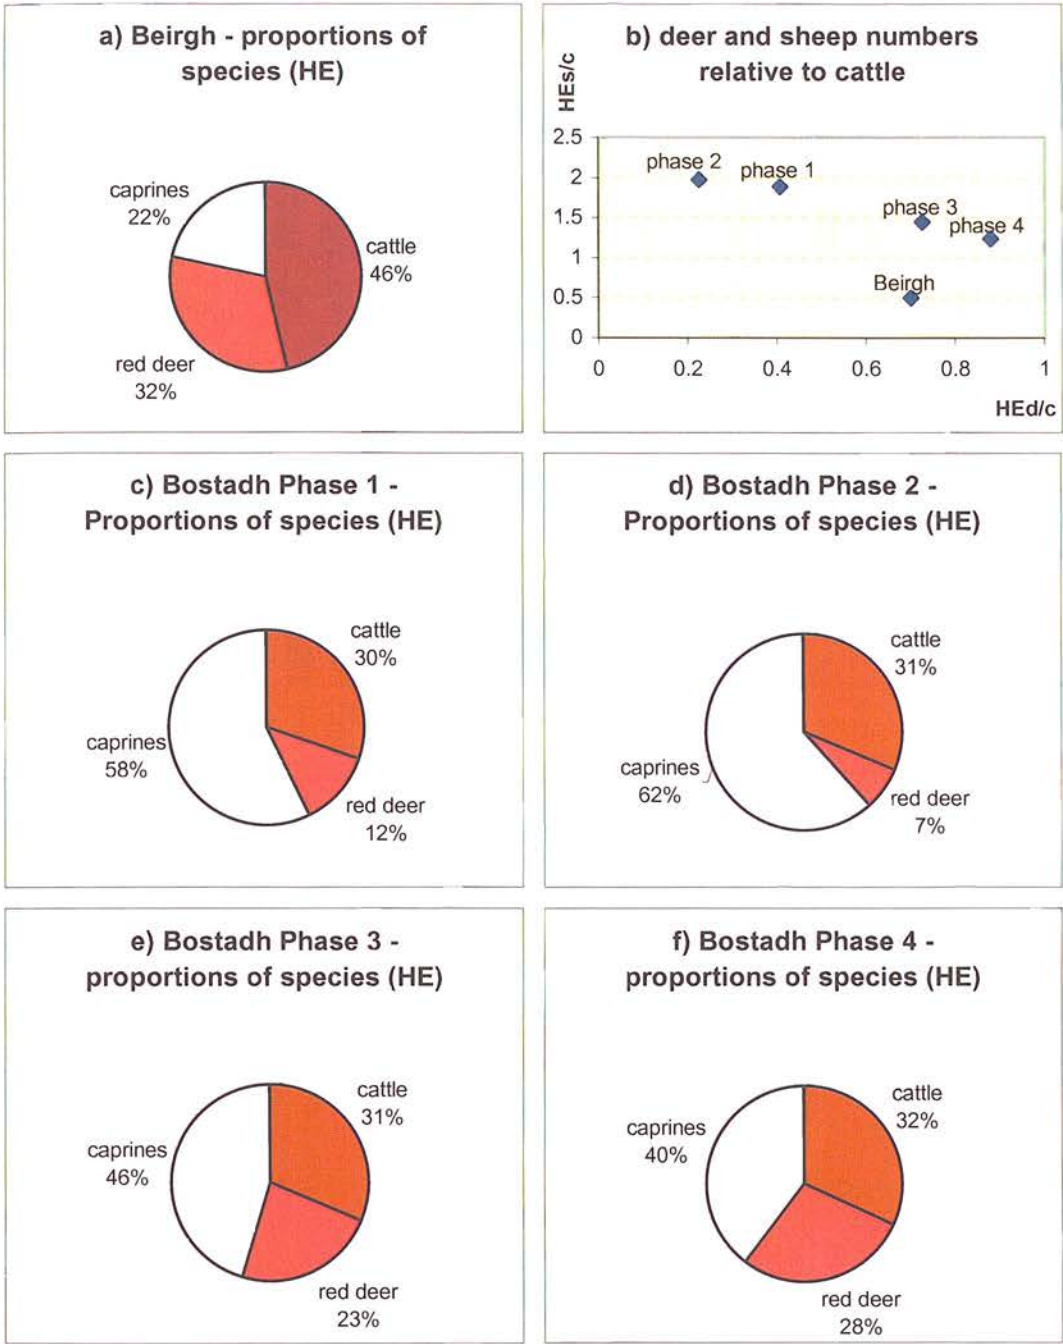 a) Beirgh - proportions of
species (HE)
caprines
22%
cattle
46%
red deer
32%
b) deer and sheep numbers
relative to cattle
HEs/c
2.5
2
1.5
1
0.5
0
phase 2
phase 1
phase 3
phase 4
Beirgh
0
0.2
0.4
0.6
0.8
1
HEd/c
c) Bostadh Phase 1 -
Proportions of species (HE)
cattle
30%
caprines
58%
red deer
12%
d) Bostadh Phase 2 -
Proportions of species (HE)
cattle
31%
caprines
62%
red deer
7%
e) Bostadh Phase 3 -
proportions of species (HE)
cattle
31%
caprines
46%
red deer
23%
f) Bostadh Phase 4 -
proportions of species (HE)
cattle
32%
caprines
40%
red deer
28%